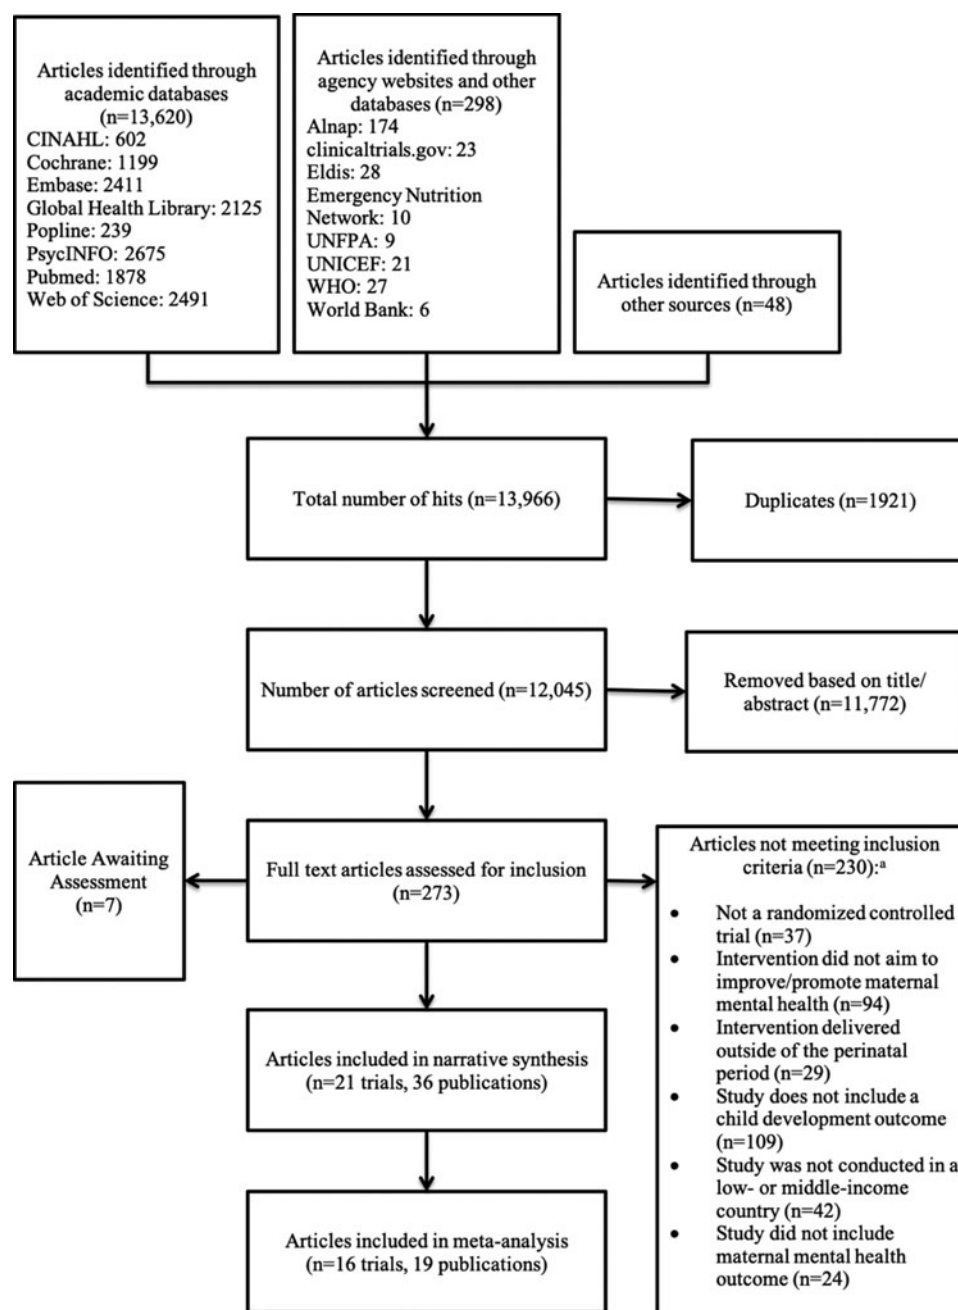 Articles identified through
academic databases
(n=13,620)
CINAHL: 602
Cochrane: 1199
Embase: 2411
Global Health Library: 2125
Popline: 239
PsycINFO: 2675
Pubmed: 1878
Web of Science: 2491
Articles identified through
agency websites and other
databases (n=298)
Alnap: 174
clinicaltrials.gov: 23
Eldis: 28
Emergency Nutrition
Network: 10
UNFPA: 9
UNICEF: 21
WHO: 27
World Bank: 6
Articles identified through
other sources (n=48)
Total number of hits (n=13,966)
Duplicates (n=1921)
Number of articles screened (n=12,045)
Removed based on title/
abstract (n=11,772)
Article Awaiting
Assessment
(n=7)
Full text articles assessed for inclusion
(n=273)
Articles not meeting inclusion
criteria (n=230):ª
• Not a randomized controlled
trial (n=37)
• Intervention did not aim to
improve/promote maternal
mental health (n=94)
• Intervention delivered
outside of the perinatal
period (n=29)
• Study does not include a
child development outcome
(n=109)
• Study was not conducted in a
low- or middle-income
country (n=42)
• Study did not include
maternal mental health
outcome (n=24)
Articles included in narrative synthesis
(n=21 trials, 36 publications)
Articles included in meta-analysis
(n=16 trials, 19 publications)